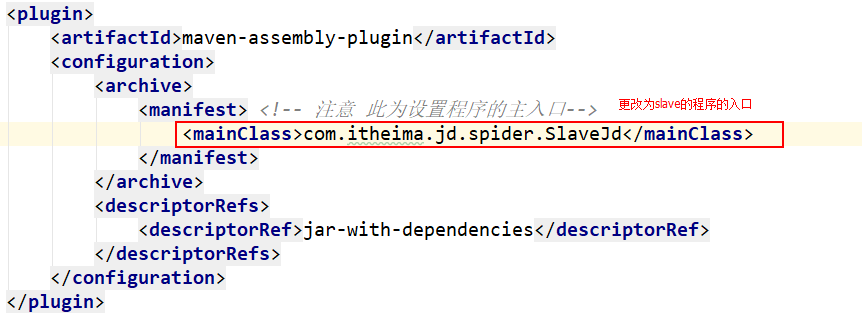 <plugin>
<artifactId>maven-assembly-plugin</artifactId>
<configuration>
<archive>
<manifest> <!-- 注意 此为设置程序的主入口--> 更改为slave的程序的入口
<mainClass>com.itheima.jd.spider.SlaveJd</mainClass>
</manifest>
</archive>
<descriptorRefs>
<descriptorRef>jar-with-dependencies</descriptorRef>
</descriptorRefs>
</configuration>
</plugin>